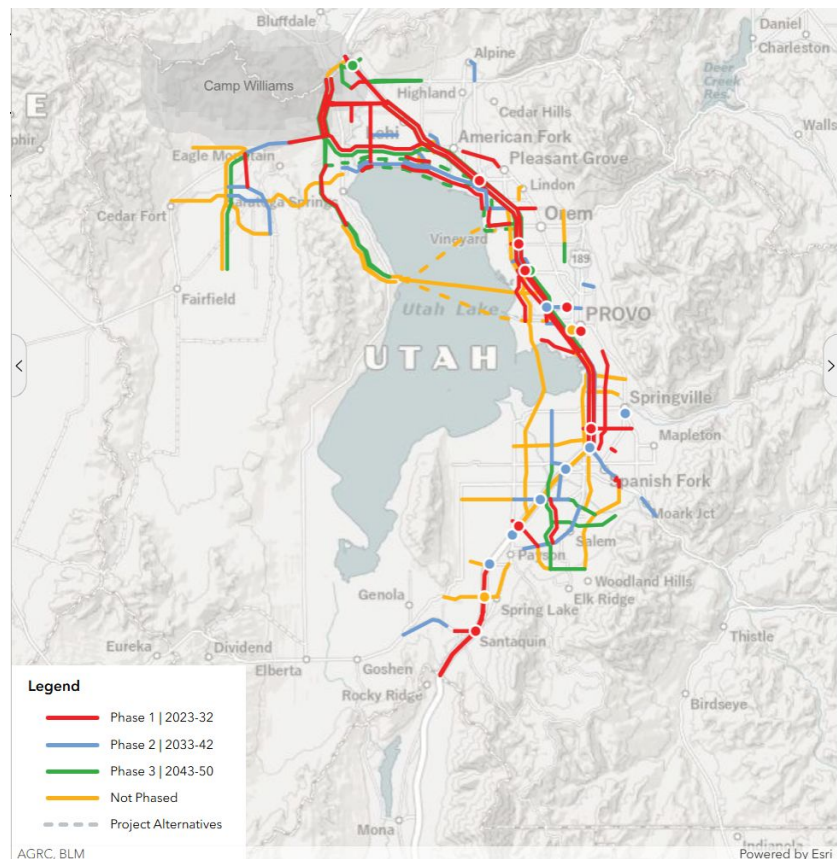 Bluffdale
Daniel
Charleston
Alpine
Deer
Creek
Res.
Camp Williams
Highland
Cedar Hills
Lehi
American Fork
Walls
Eagle Mountain
Pleasant Grove
Lindon
Cedar Fort
Saratoga Springs
Orem
Vineyard
189
Fairfield
Utah Lake
PROVO
UTAH
Springville
Mapleton
Spanish Fork
Moark Jct
Salem
Payson
Woodland Hills
Elk Ridge
Genola
Spring Lake
Thistle
Eureka
Dividend
Santaquin
Elberta
Goshen
Rocky Ridge
Birdseye
Legend
Phase 1 | 2023-32
Phase 2 | 2033-42
Phase 3 | 2043-50
Not Phased
Project Alternatives
Mona
Indianola
AGRC, BLM
Powered by Esri